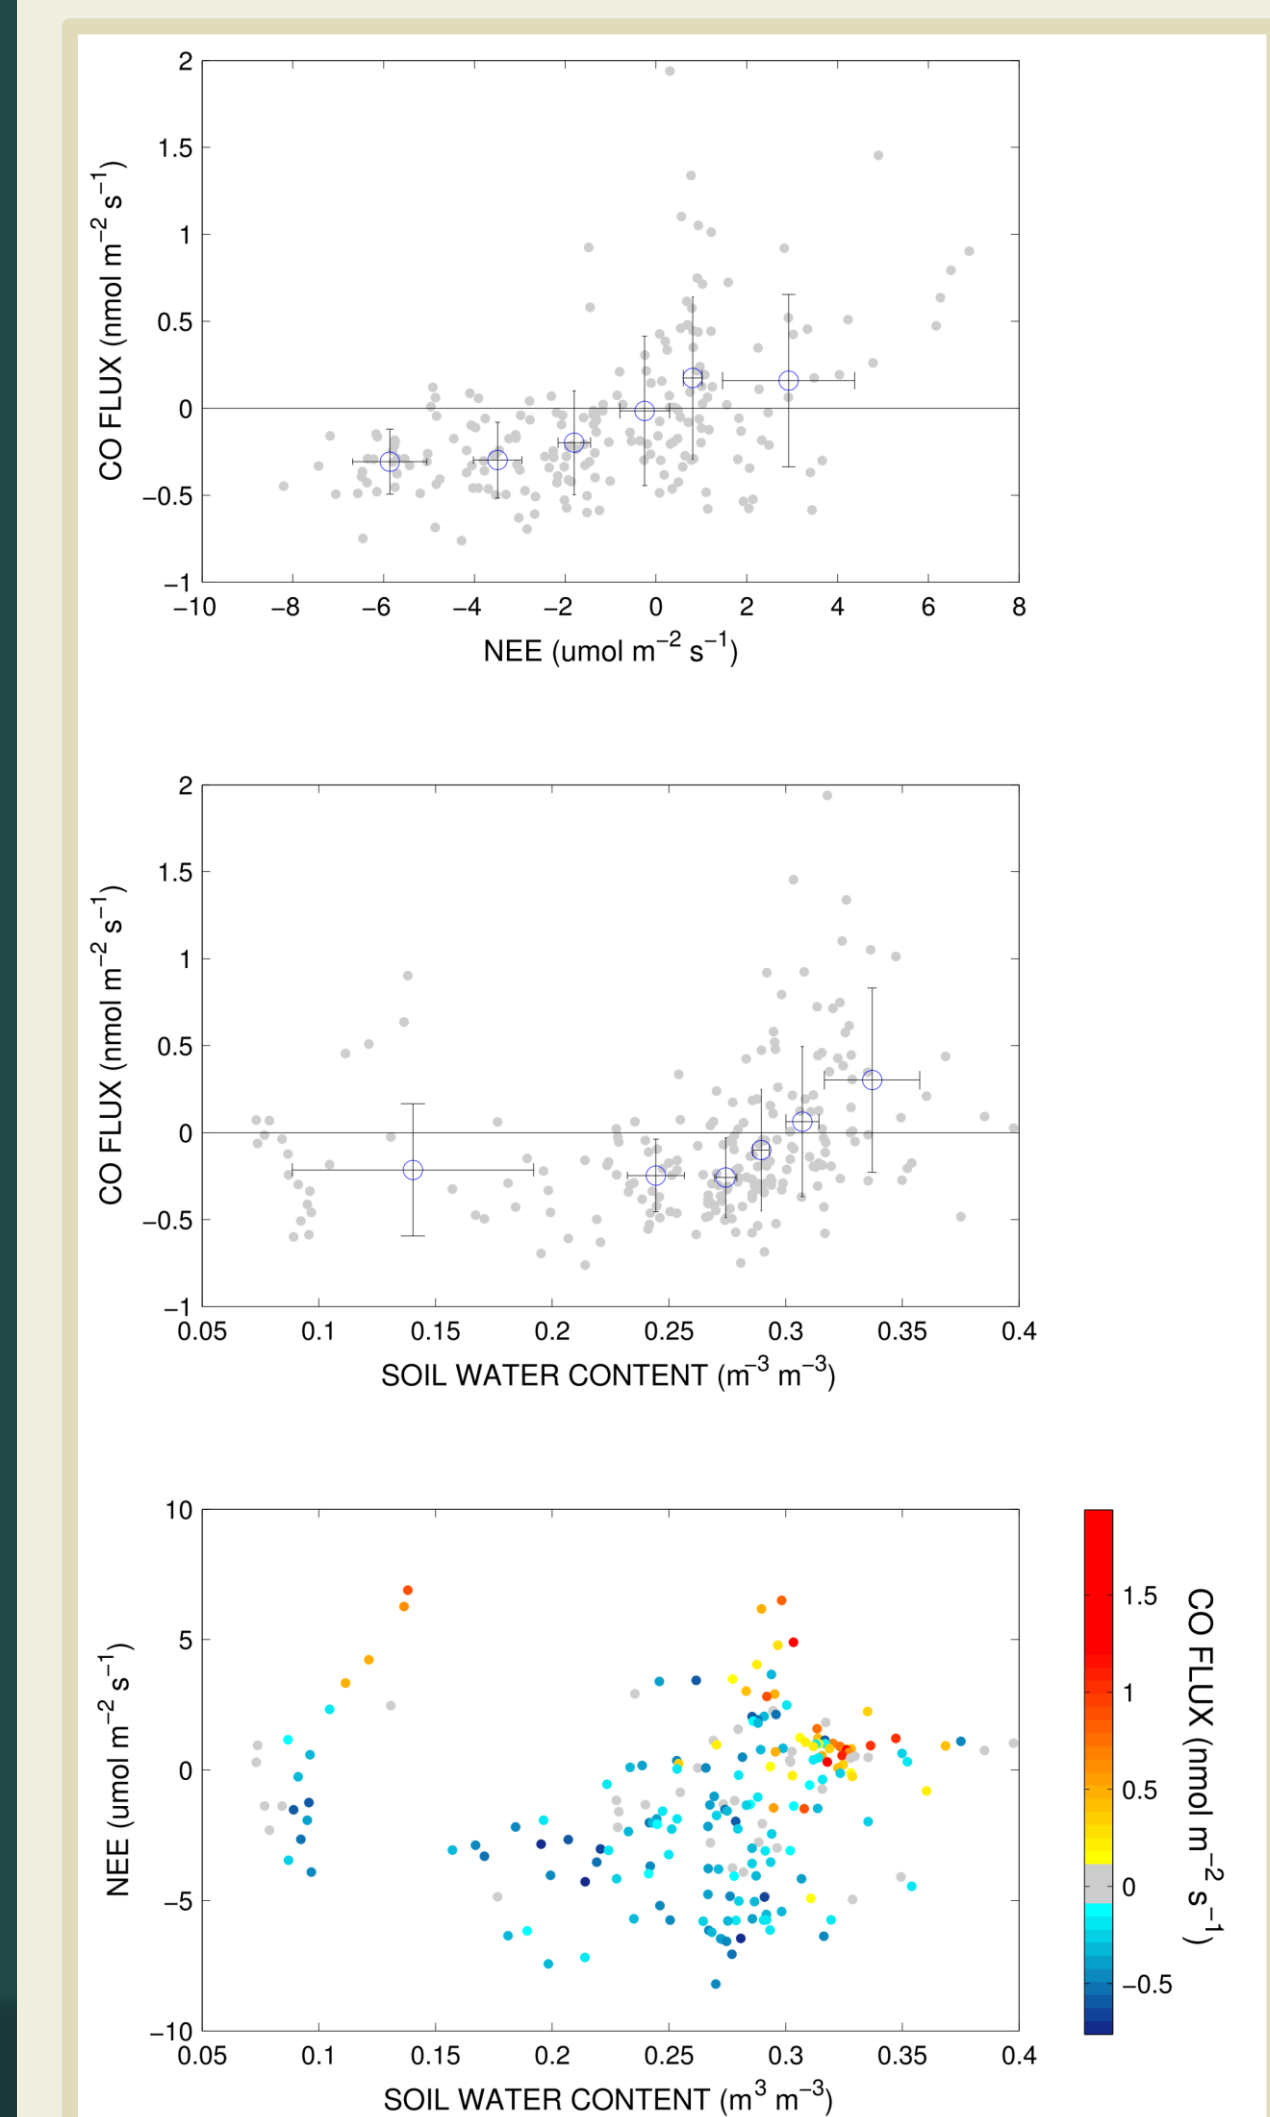 2
1.5
1
0.5
0
−0.5
−1
CO FLUX (nmol m⁻² s⁻¹)
−10 −8 −6 −4 −2 0 2 4 6 8
NEE (umol m⁻² s⁻¹)
2
1.5
1
0.5
0
−0.5
−1
CO FLUX (nmol m⁻² s⁻¹)
0.05 0.1 0.15 0.2 0.25 0.3 0.35 0.4
SOIL WATER CONTENT (m⁻³ m⁻³)
10
5
0
−5
−10
NEE (umol m⁻² s⁻¹)
0.05 0.1 0.15 0.2 0.25 0.3 0.35 0.4
SOIL WATER CONTENT (m³ m⁻³)
1.5
1
0.5
0
−0.5
CO FLUX (nmol m⁻² s⁻¹)